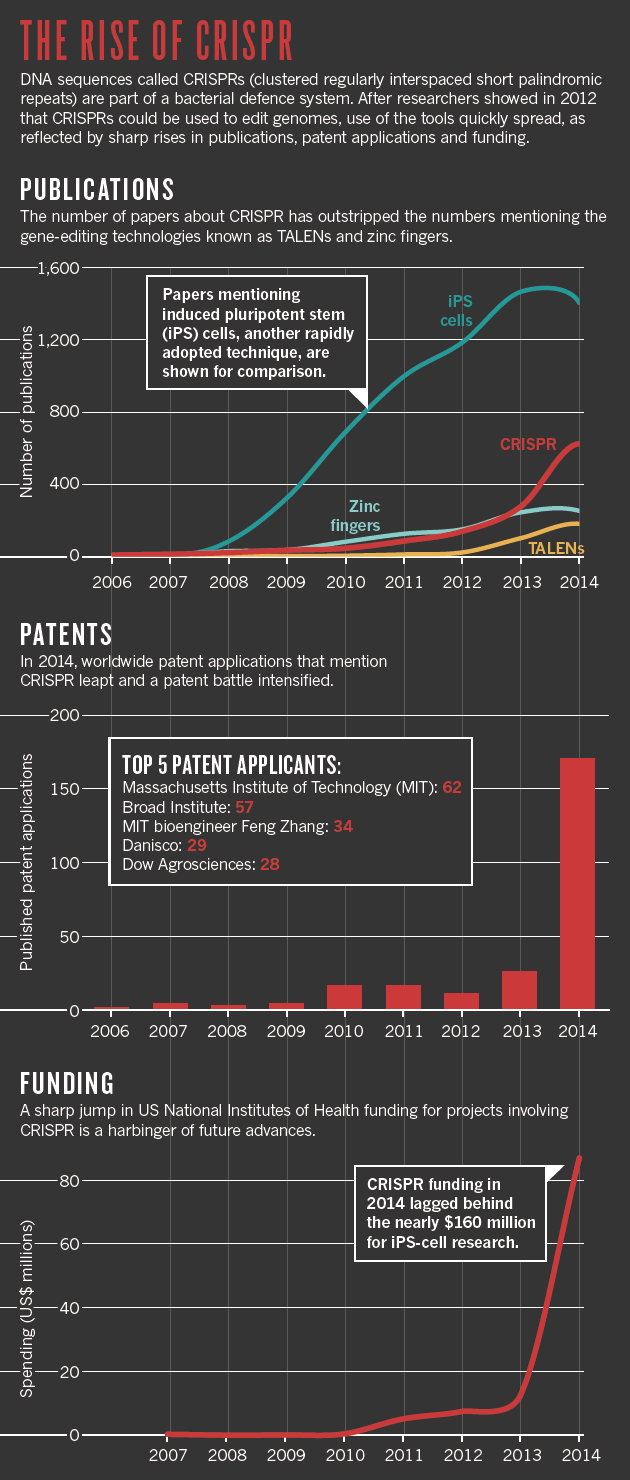 THE RISE OF CRISPR
DNA sequences called CRISPRs (clustered regularly interspaced short palindromic
repeats) are part of a bacterial defence system. After researchers showed in 2012
that CRISPRs could be used to edit genomes, use of the tools quickly spread, as
reflected by sharp rises in publications, patent applications and funding.
PUBLICATIONS
The number of papers about CRISPR has outstripped the numbers mentioning the
gene-editing technologies known as TALENs and zinc fingers.
Number of publications
1,600
1,200
800
400
0
Papers mentioning
induced pluripotent stem
(iPS) cells, another rapidly
adopted technique, are
shown for comparison.
iPS
cells
CRISPR
Zinc
fingers
TALENs
2006 2007 2008 2009 2010 2011 2012 2013 2014
PATENTS
In 2014, worldwide patent applications that mention
CRISPR leapt and a patent battle intensified.
Published patent applications
200
150
100
50
0
TOP 5 PATENT APPLICANTS:
Massachusetts Institute of Technology (MIT): 62
Broad Institute: 57
MIT bioengineer Feng Zhang: 34
Danisco: 29
Dow Agrosciences: 28
2006 2007 2008 2009 2010 2011 2012 2013 2014
FUNDING
A sharp jump in US National Institutes of Health funding for projects involving
CRISPR is a harbinger of future advances.
Spending (US$ millions)
80
60
40
20
0
CRISPR funding in
2014 lagged behind
the nearly $160 million
for iPS-cell research.
2007 2008 2009 2010 2011 2012 2013 2014